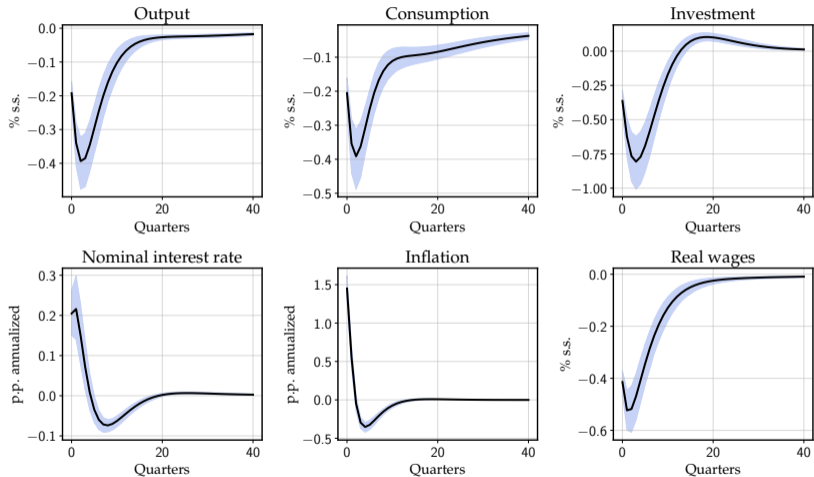 Output
0.0
−0.1
−0.2
−0.3
−0.4
% s.s.
0 20 40
Quarters
Consumption
−0.1
−0.2
−0.3
−0.4
−0.5
% s.s.
0 20 40
Quarters
Investment
0.00
−0.25
−0.50
−0.75
−1.00
% s.s.
0 20 40
Quarters
Nominal interest rate
0.3
0.2
0.1
0.0
−0.1
p.p. annualized
0 20 40
Quarters
Inflation
1.5
1.0
0.5
0.0
−0.5
p.p. annualized
0 20 40
Quarters
Real wages
0.0
−0.2
−0.4
−0.6
% s.s.
0 20 40
Quarters